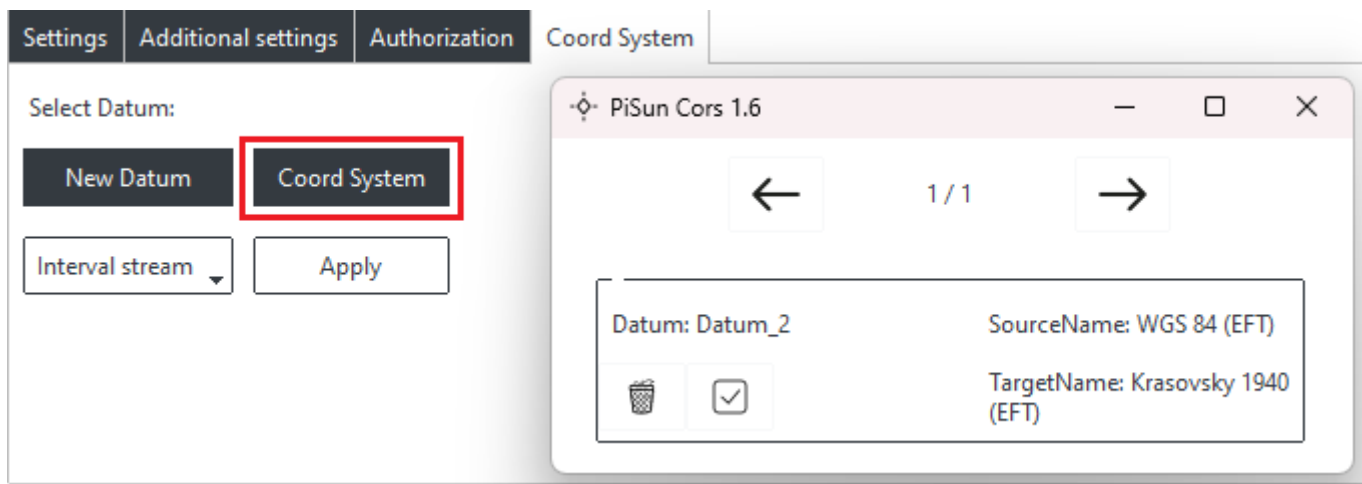 Settings
Additional settings
Authorization
Coord System
Select Datum:
New Datum
Coord System
Interval stream
Apply
PiSun Cors 1.6
1 / 1
Datum: Datum_2
SourceName: WGS 84 (EFT)
TargetName: Krasovsky 1940
(EFT)